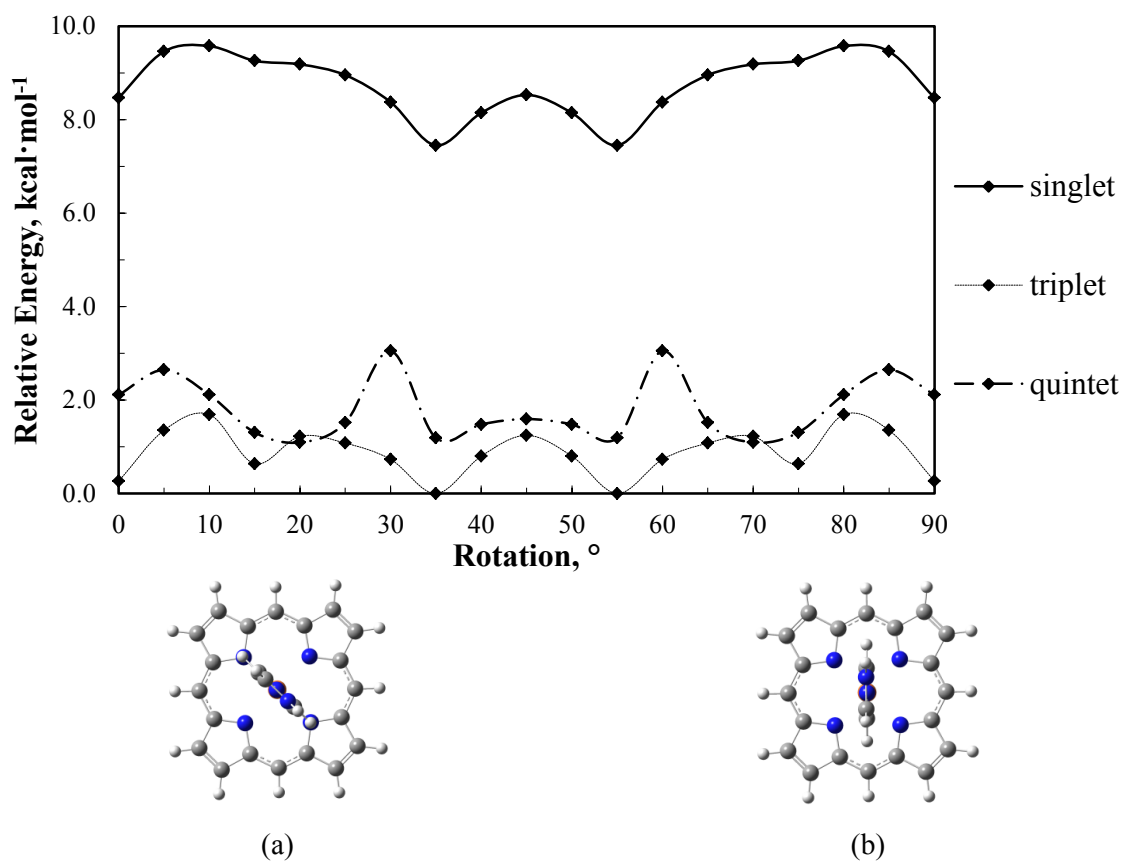 10.0
8.0
6.0
4.0
2.0
0.0
Relative Energy, kcal·mol-1
0 10 20 30 40 50 60 70 80 90
Rotation, °
singlet
triplet
quintet
(a) (b)